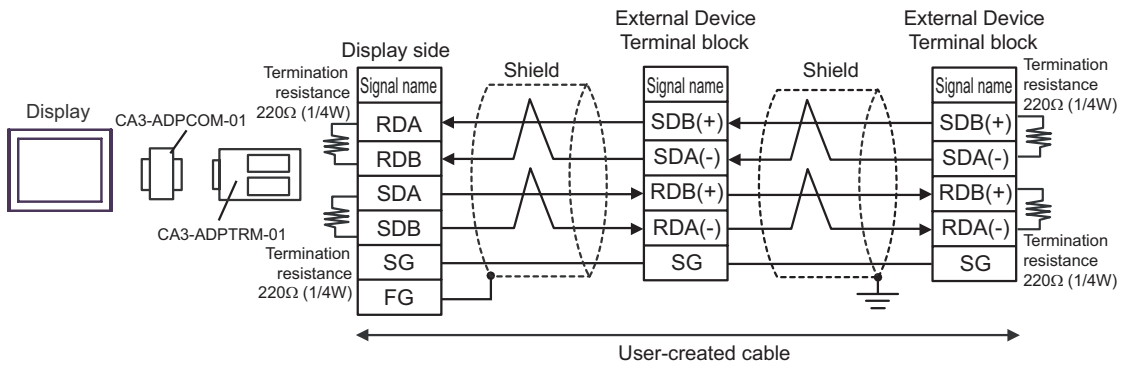 Display
CA3-ADPCOM-01
CA3-ADPTRM-01
Display side
Termination
resistance
220Ω (1/4W)
Termination
resistance
220Ω (1/4W)
Signal name
RDA
RDB
SDA
SDB
SG
FG
Shield
External Device
Terminal block
Signal name
SDB(+)
SDA(-)
RDB(+)
RDA(-)
SG
Shield
External Device
Terminal block
Signal name
SDB(+)
SDA(-)
RDB(+)
RDA(-)
SG
Termination
resistance
220Ω (1/4W)
Termination
resistance
220Ω (1/4W)
User-created cable